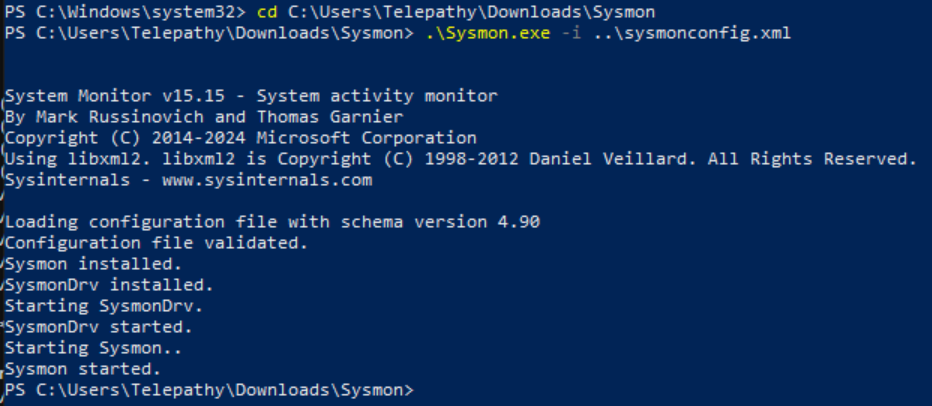 PS C:\Windows\system32> cd C:\Users\Telepathy\Downloads\Sysmon
PS C:\Users\Telepathy\Downloads\Sysmon> .\Sysmon.exe -i ..\sysmonconfig.xml
System Monitor v15.15 - System activity monitor
By Mark Russinovich and Thomas Garnier
Copyright (C) 2014-2024 Microsoft Corporation
Using libxml2. libxml2 is Copyright (C) 1998-2012 Daniel Veillard. All Rights Reserved.
Sysinternals - www.sysinternals.com
Loading configuration file with schema version 4.90
Configuration file validated.
Sysmon installed.
SysmonDrv installed.
Starting SysmonDrv.
SysmonDrv started.
Starting Sysmon..
Sysmon started.
PS C:\Users\Telepathy\Downloads\Sysmon>